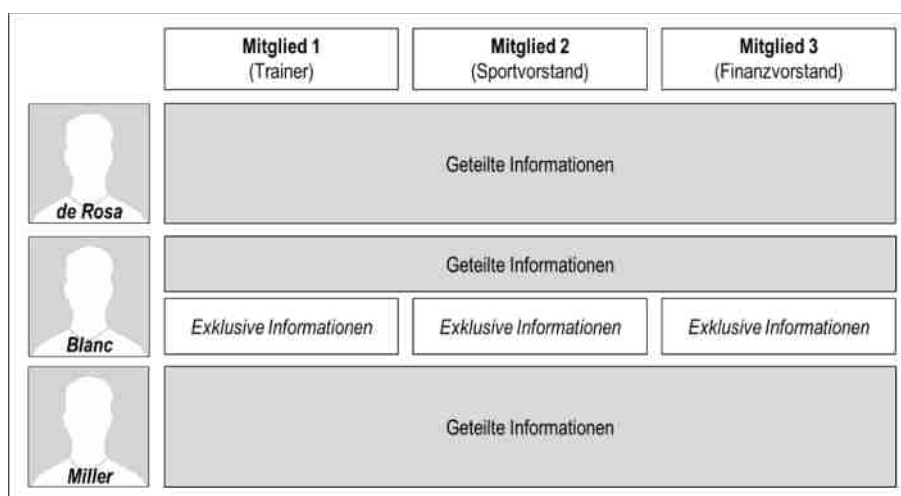 Mitglied 1
(Trainer)
Mitglied 2
(Sportvorstand)
Mitglied 3
(Finanzvorstand)
de Rosa
Geteilte Informationen
Blanc
Geteilte Informationen
Exklusive Informationen
Exklusive Informationen
Exklusive Informationen
Miller
Geteilte Informationen